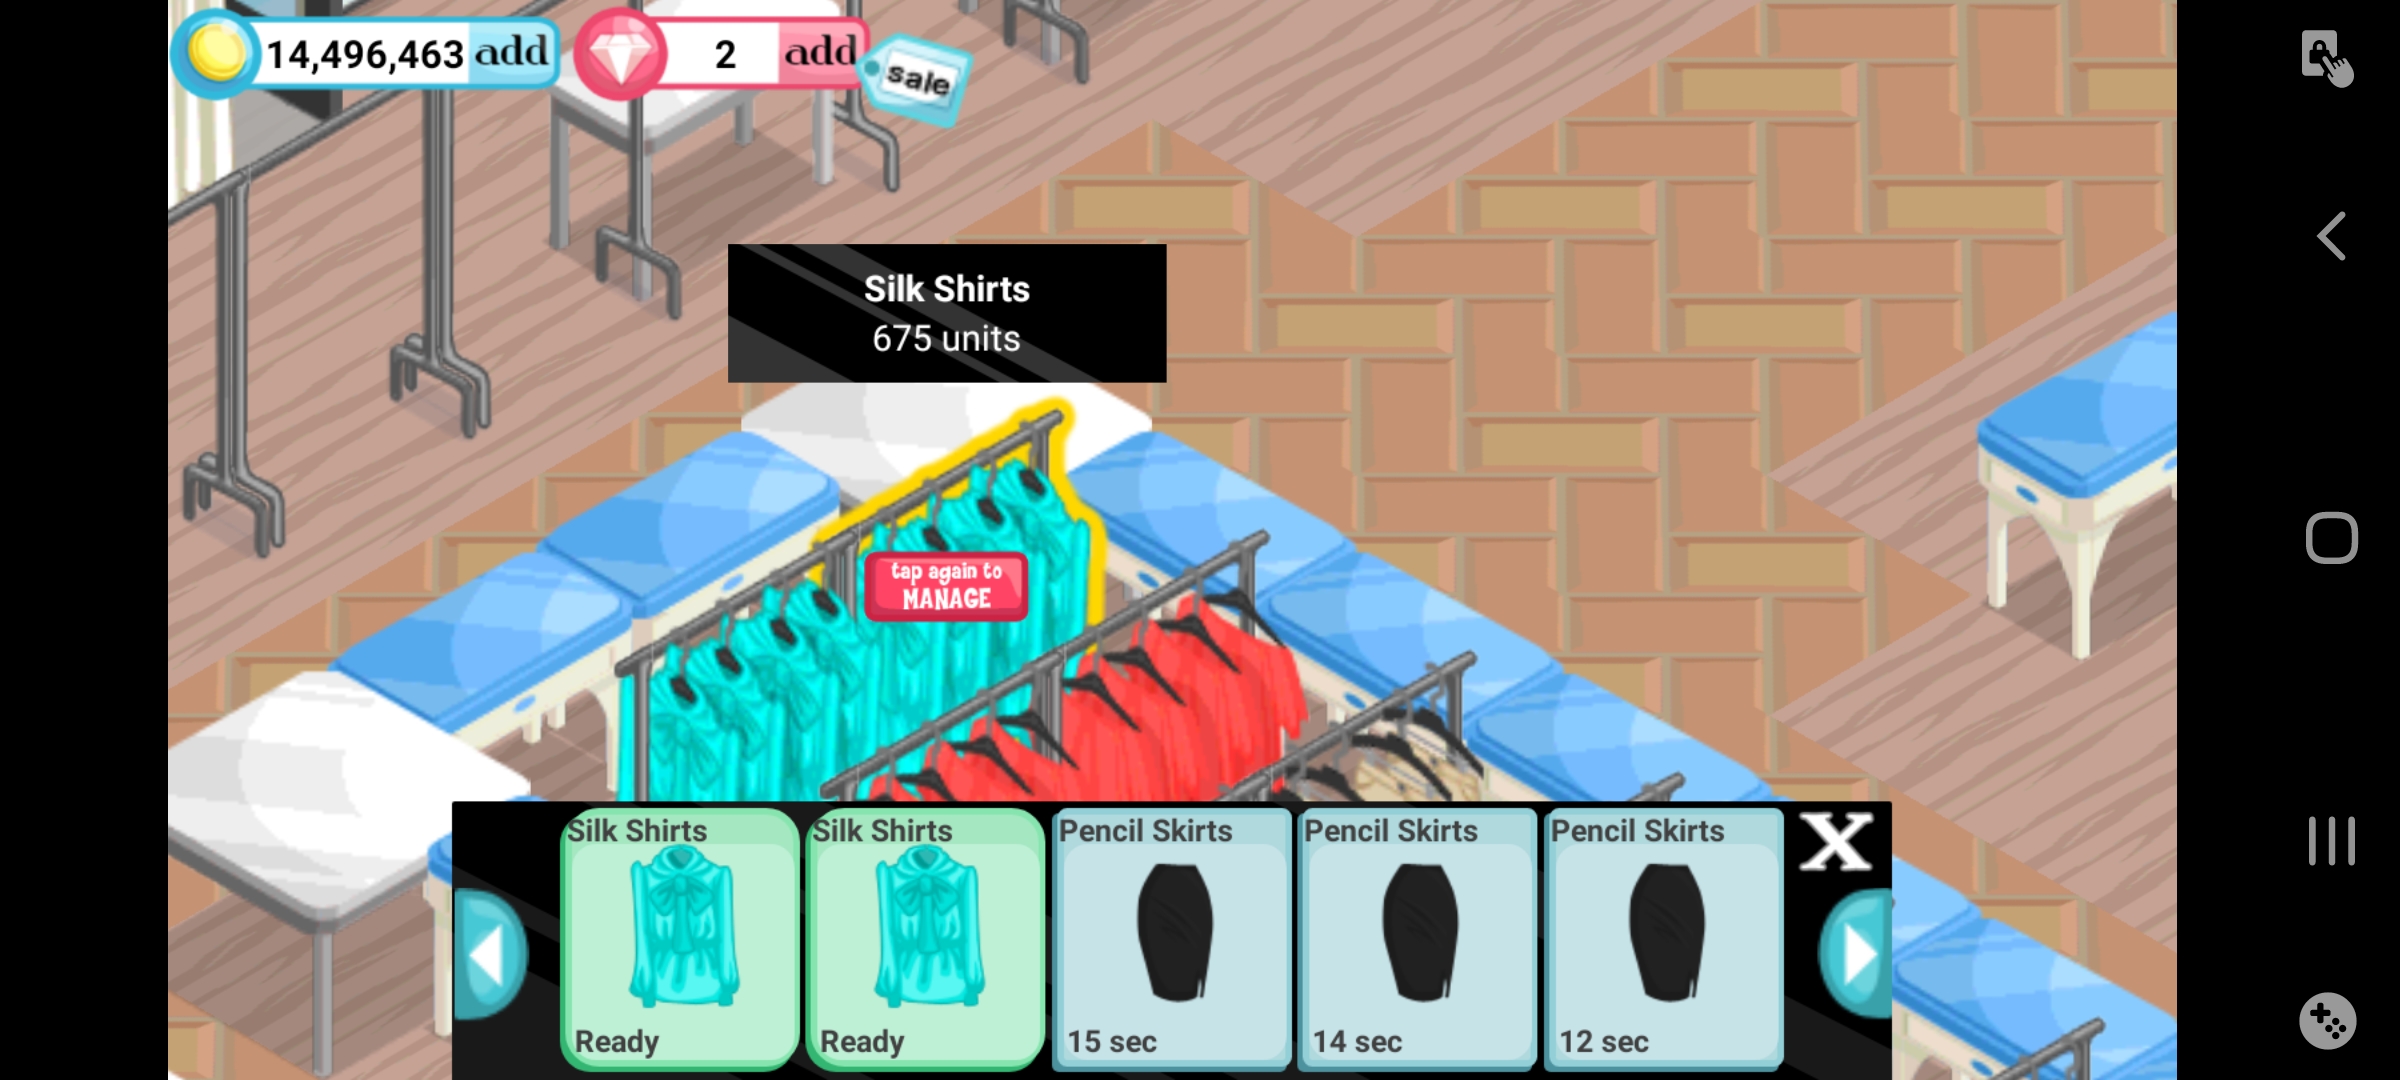 14,496,463 add
2 add
sale
Silk Shirts
675 units
tap again to
MANAGE
Silk Shirts
Silk Shirts
Pencil Skirts
Pencil Skirts
Pencil Skirts
X
Ready
Ready
15 sec
14 sec
12 sec